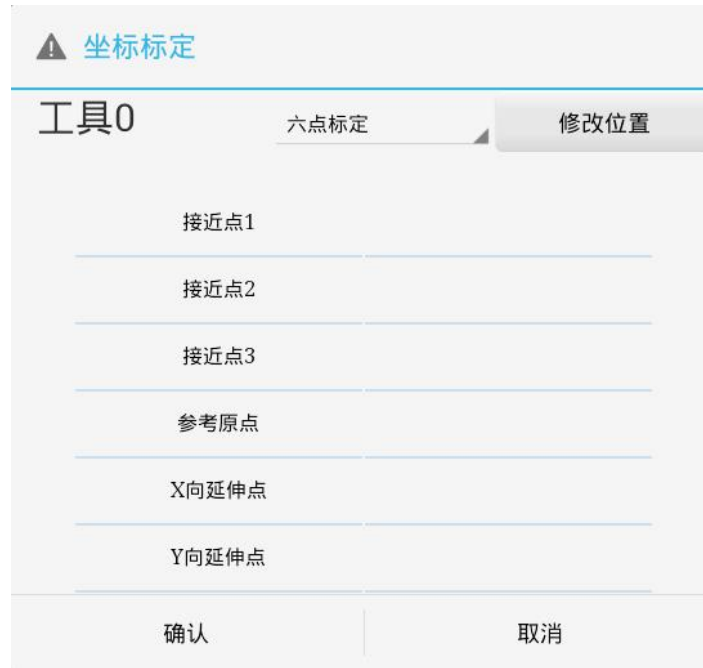 坐标标定
工具0 六点标定 修改位置
接近点1
接近点2
接近点3
参考原点
X向延伸点
Y向延伸点
确认 取消